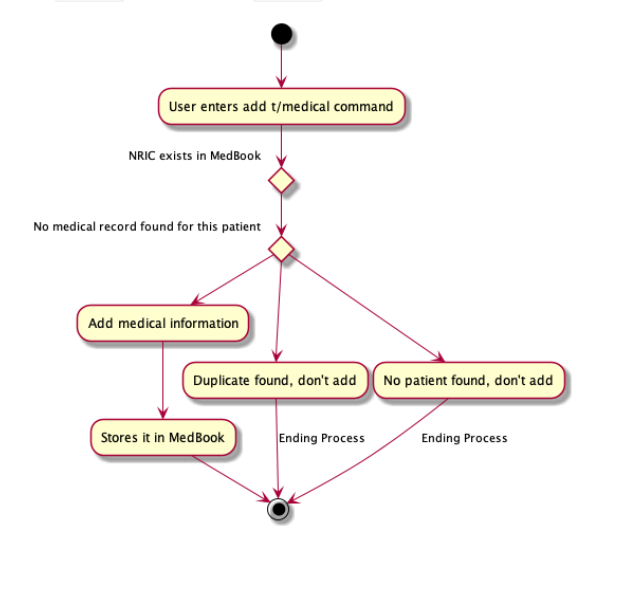 User enters add t/medical command
NRIC exists in MedBook
No medical record found for this patient
Add medical information
Duplicate found, don't add
No patient found, don't add
Stores it in MedBook
Ending Process
Ending Process